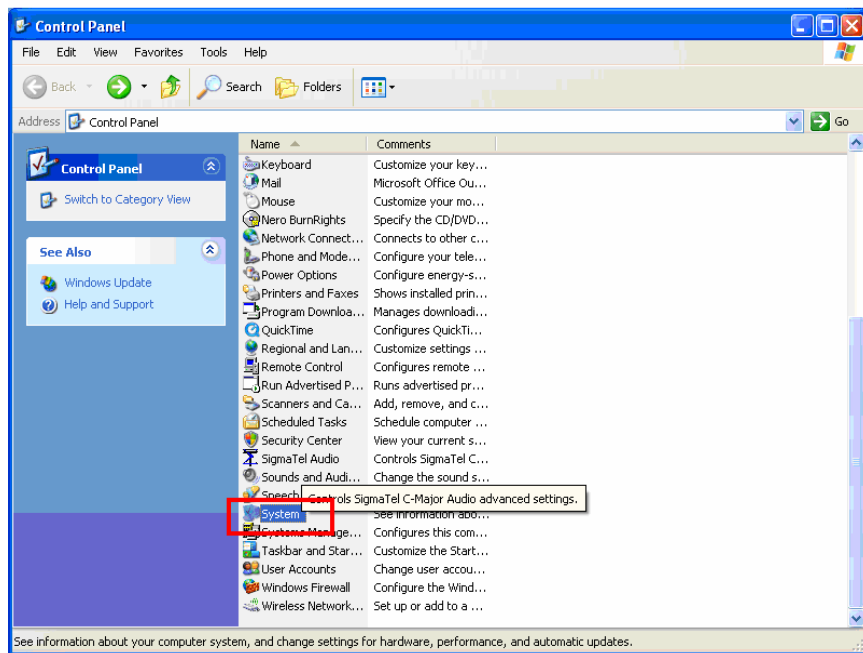 Control Panel
File Edit View Favorites Tools Help
Back Search Folders
Address Control Panel Go
Name Comments
Control Panel
Switch to Category View
See Also
Windows Update
Help and Support
Keyboard Customize your key...
Mail Microsoft Office Ou...
Mouse Customize your mo...
Nero BurnRights Specify the CD/DVD...
Network Connect... Connects to other c...
Phone and Mode... Configure your tele...
Power Options Configure energy-s...
Printers and Faxes Shows installed prin...
Program Downloa... Manages downloadi...
QuickTime Configures QuickTi...
Regional and Lan... Customize settings ...
Remote Control Configures remote ...
Run Advertised P... Runs advertised pr...
Scanners and Ca... Add, remove, and c...
Scheduled Tasks Schedule computer ...
Security Center View your current s...
SigmaTel Audio Controls SigmaTel C...
Sounds and Audi... Change the sound s...
Speech Controls SigmaTel C-Major Audio advanced settings.
System See information abo...
Systems Manage... Configures this com...
Taskbar and Star... Customize the Start...
User Accounts Change user accou...
Windows Firewall Configure the Wind...
Wireless Network... Set up or add to a ...
See information about your computer system, and change settings for hardware, performance, and automatic updates.